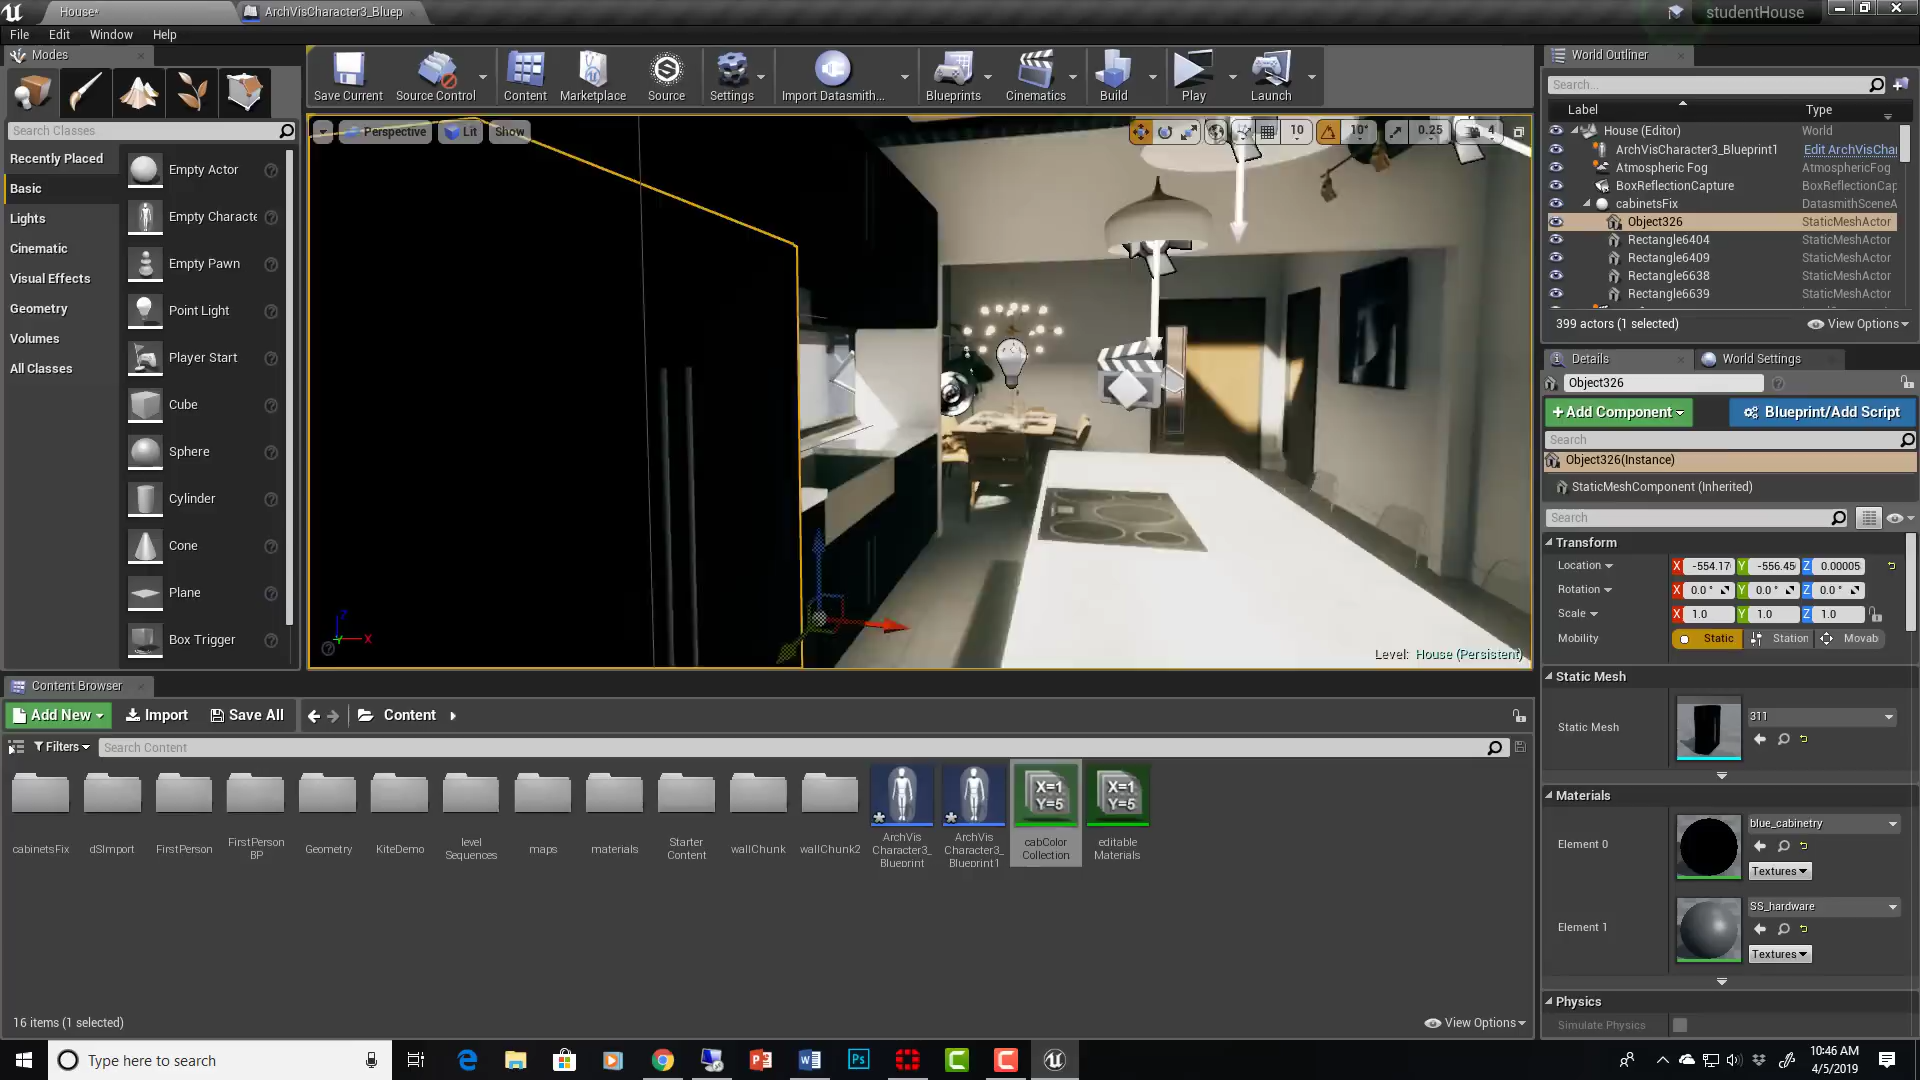 House*
ArchVisCharacter3_Bluep
studentHouse
File Edit Window Help
Modes
Search Classes
Recently Placed
Basic
Lights
Cinematic
Visual Effects
Geometry
Volumes
All Classes
Empty Actor
Empty Characte
Empty Pawn
Point Light
Player Start
Cube
Sphere
Cylinder
Cone
Plane
Box Trigger
Save Current
Source Control
Content
Marketplace
Source
Settings
Import Datasmith...
Blueprints
Cinematics
Build
Play
Launch
Perspective Lit Show
10 10° 0.25 4
Z
Y X
Level: House (Persistent)
World Outliner
Search...
Label Type
House (Editor) World
ArchVisCharacter3_Blueprint1 Edit ArchVisCha
Atmospheric Fog AtmosphericFog
BoxReflectionCapture BoxReflectionCap
cabinetsFix DatasmithSceneA
Object326 StaticMeshActor
Rectangle6404 StaticMeshActor
Rectangle6409 StaticMeshActor
Rectangle6638 StaticMeshActor
Rectangle6639 StaticMeshActor
399 actors (1 selected) View Options
Details World Settings
Object326
+Add Component Blueprint/Add Script
Search
Object326(Instance)
StaticMeshComponent (Inherited)
Search
Transform
Location X -554.17 Y -556.45 Z 0.00005
Rotation X 0.0 ° Y 0.0 ° Z 0.0 °
Scale X 1.0 Y 1.0 Z 1.0
Mobility Static Station Movab
Static Mesh
Static Mesh 311
Materials
Element 0 blue_cabinetry
Textures
Element 1 SS_hardware
Textures
Physics
Simulate Physics
Content Browser
Add New Import Save All Content
Filters Search Content
X=1
Y=5
X=1
Y=5
cabinetsFix
dSImport
FirstPerson
FirstPerson
BP
Geometry
KiteDemo
level
Sequences
maps
materials
Starter
Content
wallChunk
wallChunk2
ArchVis
Character3_
Blueprint
ArchVis
Character3_
Blueprint1
cabColor
Collection
editable
Materials
16 items (1 selected) View Options
Type here to search
Ps
10:46 AM
4/5/2019